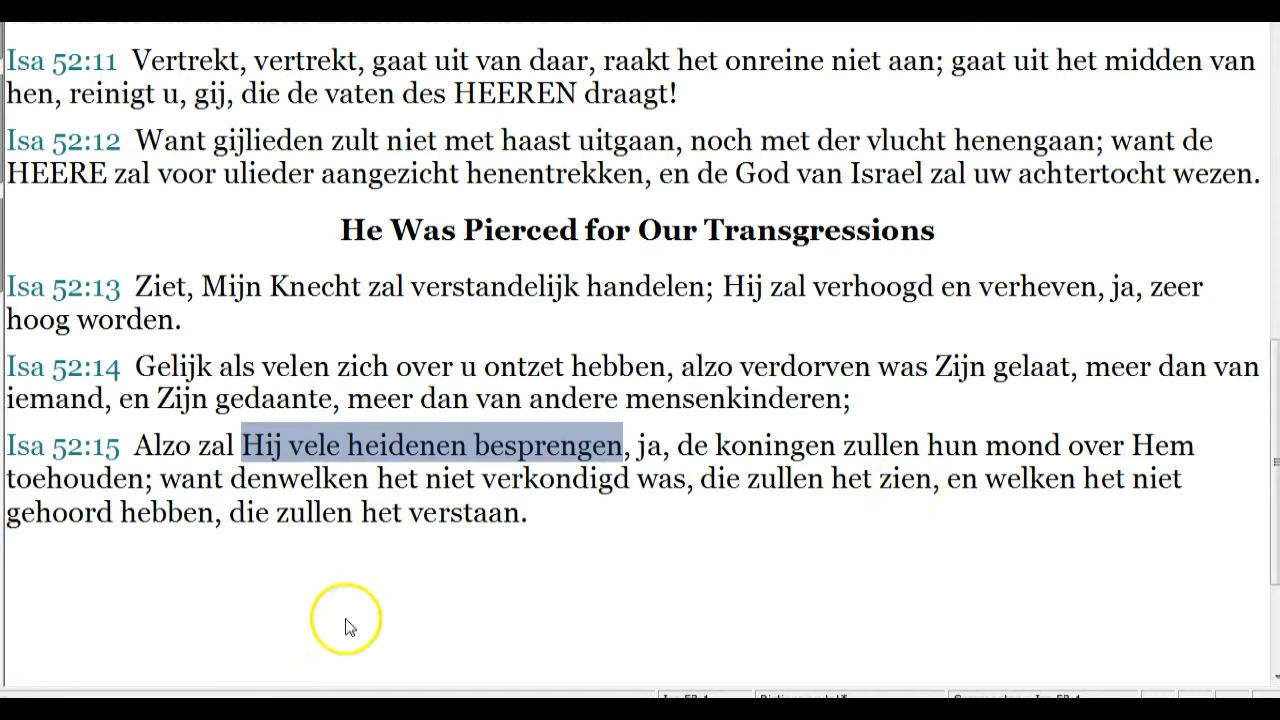 Isa 52:11 Vertrekt, vertrekt, gaat uit van daar, raakt het onreine niet aan; gaat uit het midden van
hen, reinigt u, gij, die de vaten des HEEREN draagt!
Isa 52:12 Want gijlieden zult niet met haast uitgaan, noch met der vlucht henengaan; want de
HEERE zal voor ulieder aangezicht henentrekken, en de God van Israel zal uw achtertocht wezen.
He Was Pierced for Our Transgressions
Isa 52:13 Ziet, Mijn Knecht zal verstandelijk handelen; Hij zal verhoogd en verheven, ja, zeer
hoog worden.
Isa 52:14 Gelijk als velen zich over u ontzet hebben, alzo verdorven was Zijn gelaat, meer dan van
iemand, en Zijn gedaante, meer dan van andere mensenkinderen;
Isa 52:15 Alzo zal Hij vele heidenen besprengen, ja, de koningen zullen hun mond over Hem
toehouden; want denwelken het niet verkondigd was, die zullen het zien, en welken het niet
gehoord hebben, die zullen het verstaan.